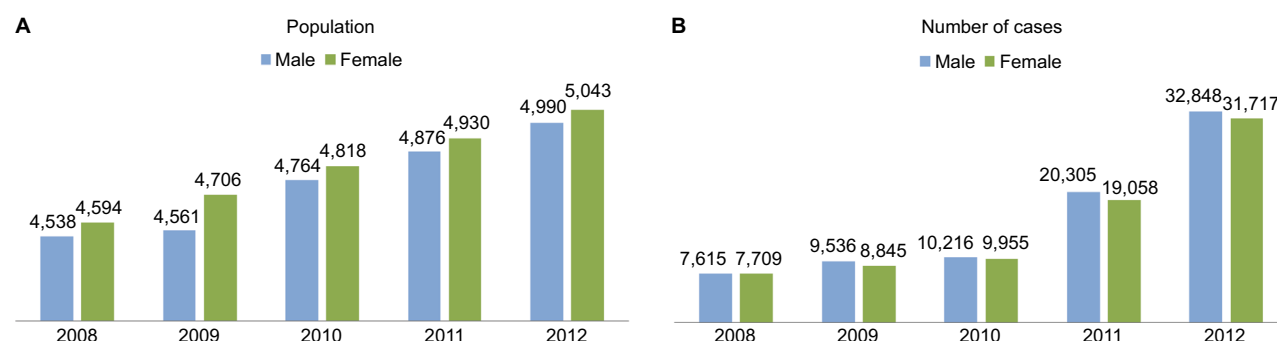 A
Population
Male Female
4,538 4,594 4,561 4,706 4,764 4,818 4,876 4,930 4,990 5,043
2008 2009 2010 2011 2012
B
Number of cases
Male Female
7,615 7,709 9,536 8,845 10,216 9,955 20,305 19,058 32,848 31,717
2008 2009 2010 2011 2012